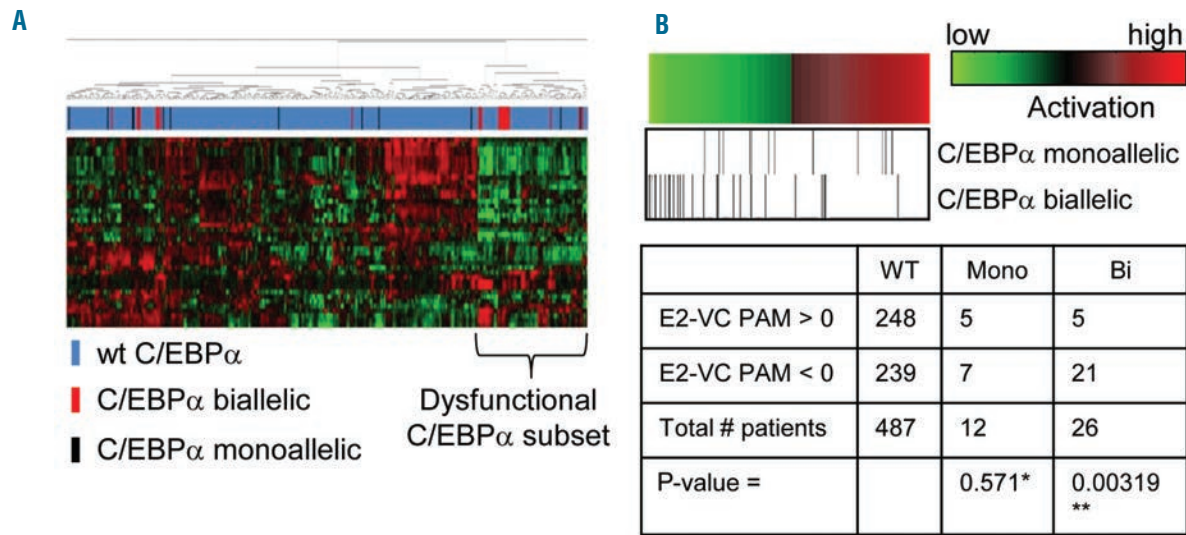 A
wt C/EBPα
C/EBPα biallelic
C/EBPα monoallelic
Dysfunctional
C/EBPα subset
B
low high
Activation
C/EBPα monoallelic
C/EBPα biallelic
WT Mono Bi
E2-VC PAM > 0 248 5 5
E2-VC PAM < 0 239 7 21
Total # patients 487 12 26
P-value = 0.571* 0.00319
**